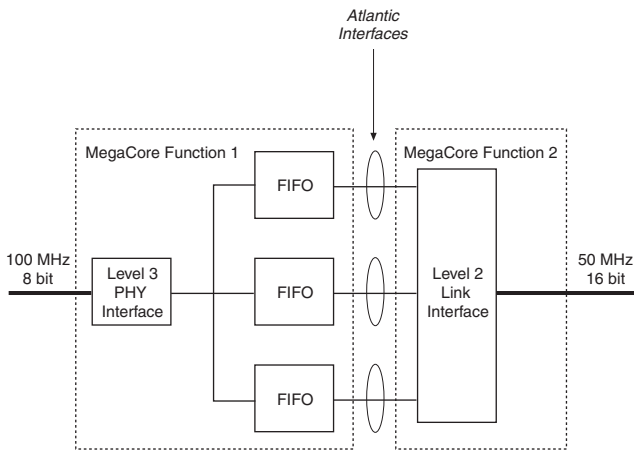 Atlantic
Interfaces
MegaCore Function 1
MegaCore Function 2
FIFO
100 MHz
8 bit
Level 3
PHY
Interface
FIFO
Level 2
Link
Interface
50 MHz
16 bit
FIFO